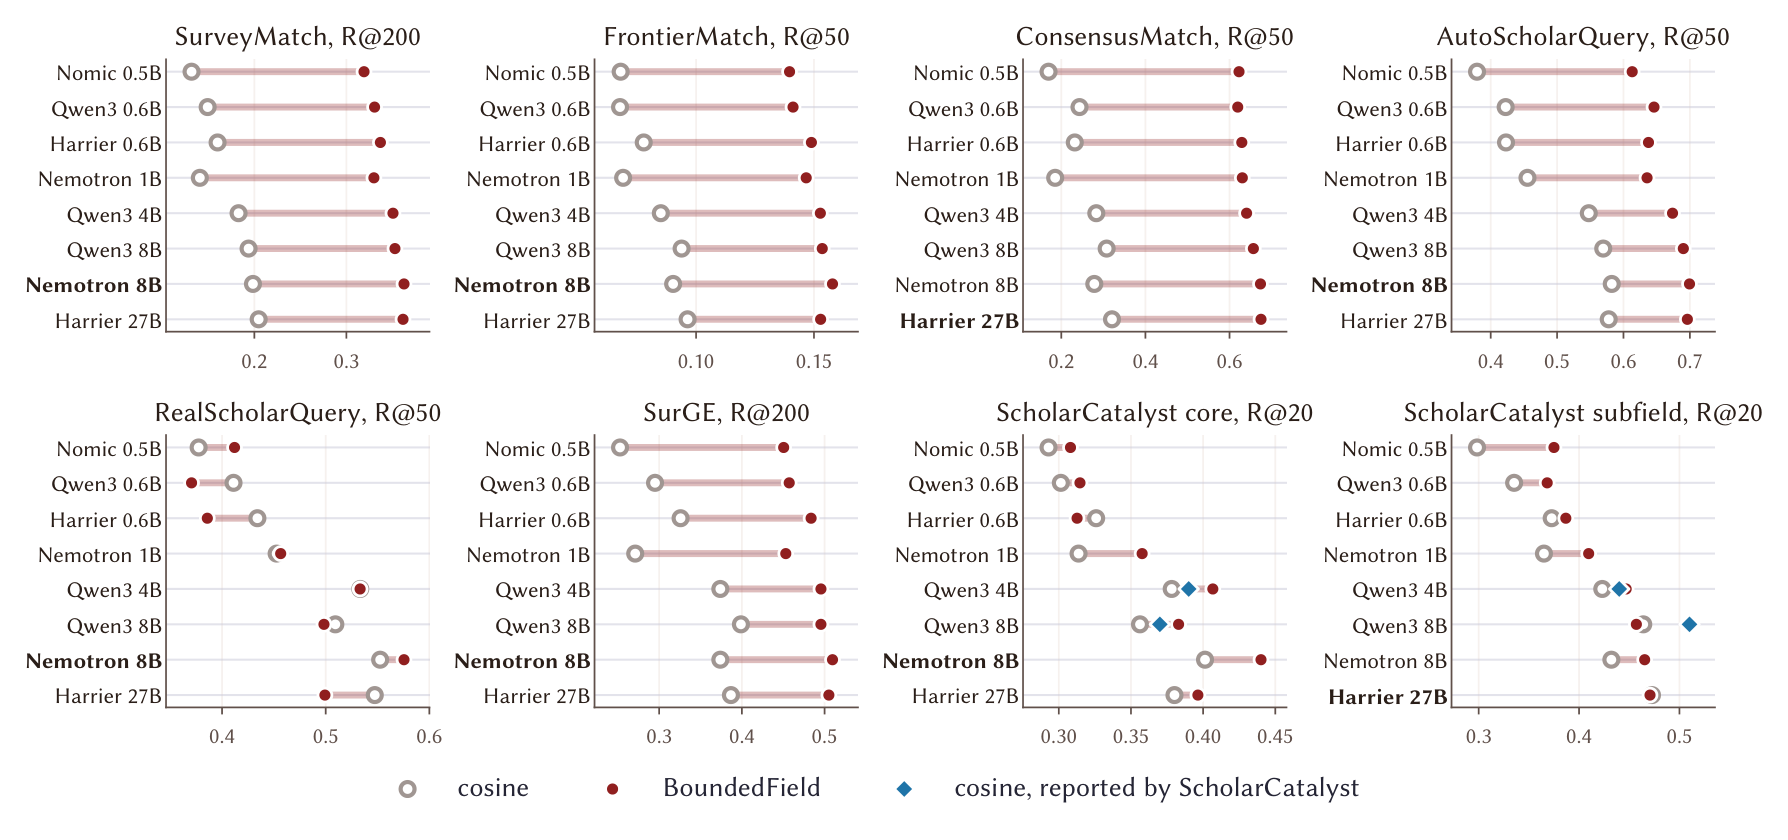 SurveyMatch, R@200
Nomic 0.5B
Qwen3 0.6B
Harrier 0.6B
Nemotron 1B
Qwen3 4B
Qwen3 8B
Nemotron 8B
Harrier 27B
0.2 0.3
FrontierMatch, R@50
Nomic 0.5B
Qwen3 0.6B
Harrier 0.6B
Nemotron 1B
Qwen3 4B
Qwen3 8B
Nemotron 8B
Harrier 27B
0.10 0.15
ConsensusMatch, R@50
Nomic 0.5B
Qwen3 0.6B
Harrier 0.6B
Nemotron 1B
Qwen3 4B
Qwen3 8B
Nemotron 8B
Harrier 27B
0.2 0.4 0.6
AutoScholarQuery, R@50
Nomic 0.5B
Qwen3 0.6B
Harrier 0.6B
Nemotron 1B
Qwen3 4B
Qwen3 8B
Nemotron 8B
Harrier 27B
0.4 0.5 0.6 0.7
RealScholarQuery, R@50
Nomic 0.5B
Qwen3 0.6B
Harrier 0.6B
Nemotron 1B
Qwen3 4B
Qwen3 8B
Nemotron 8B
Harrier 27B
0.4 0.5 0.6
SurGE, R@200
Nomic 0.5B
Qwen3 0.6B
Harrier 0.6B
Nemotron 1B
Qwen3 4B
Qwen3 8B
Nemotron 8B
Harrier 27B
0.3 0.4 0.5
ScholarCatalyst core, R@20
Nomic 0.5B
Qwen3 0.6B
Harrier 0.6B
Nemotron 1B
Qwen3 4B
Qwen3 8B
Nemotron 8B
Harrier 27B
0.30 0.35 0.40 0.45
ScholarCatalyst subfield, R@20
Nomic 0.5B
Qwen3 0.6B
Harrier 0.6B
Nemotron 1B
Qwen3 4B
Qwen3 8B
Nemotron 8B
Harrier 27B
0.3 0.4 0.5
cosine BoundedField cosine, reported by ScholarCatalyst